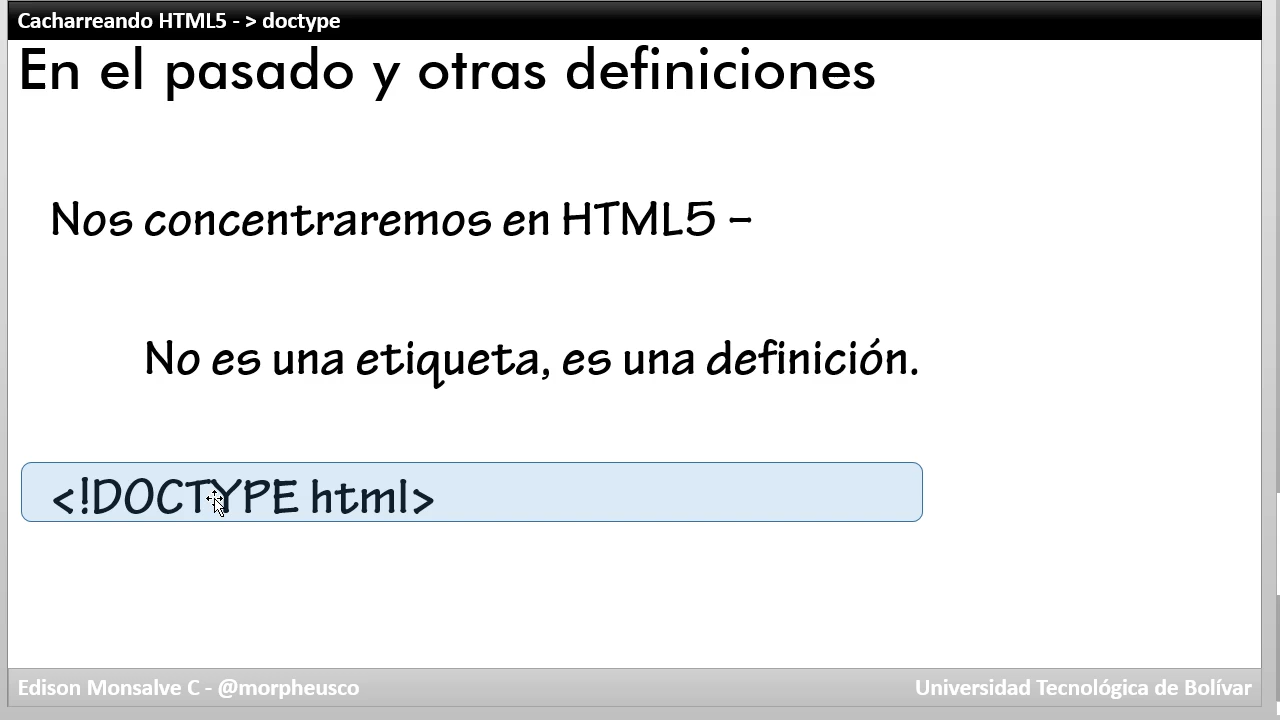 Cacharreando HTML5 - > doctype
En el pasado y otras definiciones
Nos concentraremos en HTML5 –
No es una etiqueta, es una definición.
<!DOCTYPE html>
Edison Monsalve C - @morpheusco
Universidad Tecnológica de Bolívar